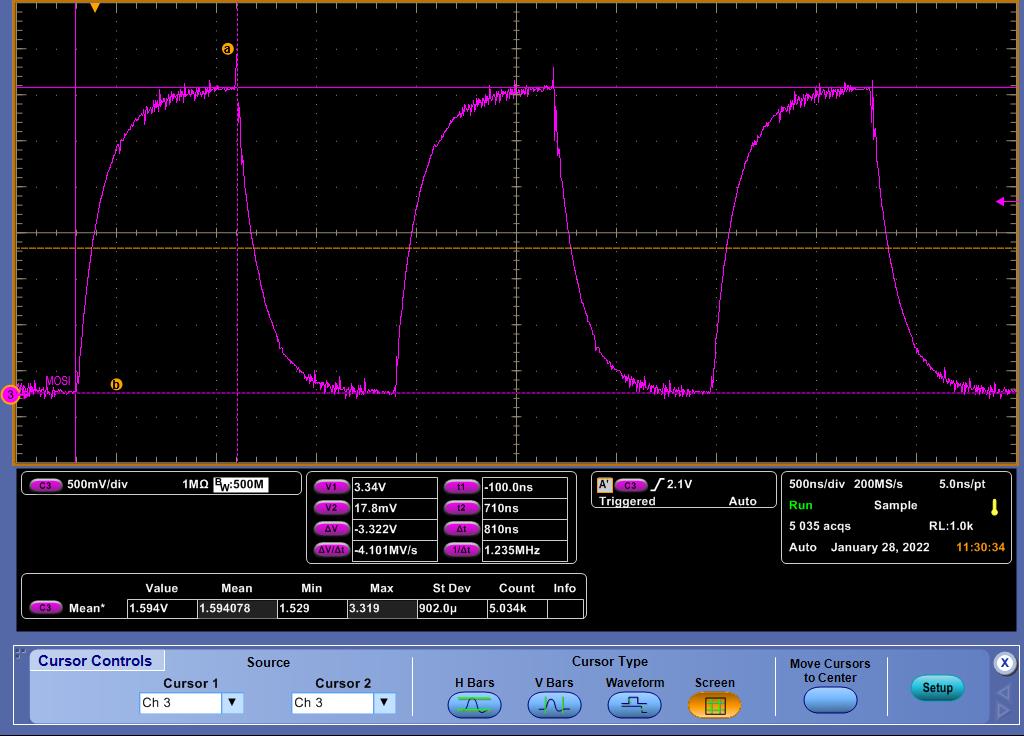 a
MOSI
b
3
C3 500mV/div 1MΩ BW:500M
V1 3.34V t1 -100.0ns
V2 17.8mV t2 710ns
ΔV -3.322V Δt 810ns
ΔV/Δt -4.101MV/s 1/Δt 1.235MHz
A' C3 2.1V
Triggered Auto
500ns/div 200MS/s 5.0ns/pt
Run Sample
5 035 acqs RL:1.0k
Auto January 28, 2022 11:30:34
Value Mean Min Max St Dev Count Info
C3 Mean* 1.594V 1.594078 1.529 3.319 902.0µ 5.034k
Cursor Controls
Source
Cursor Type
Cursor 1 Cursor 2
Ch 3 Ch 3
H Bars V Bars Waveform Screen
Move Cursors
to Center
Setup
X